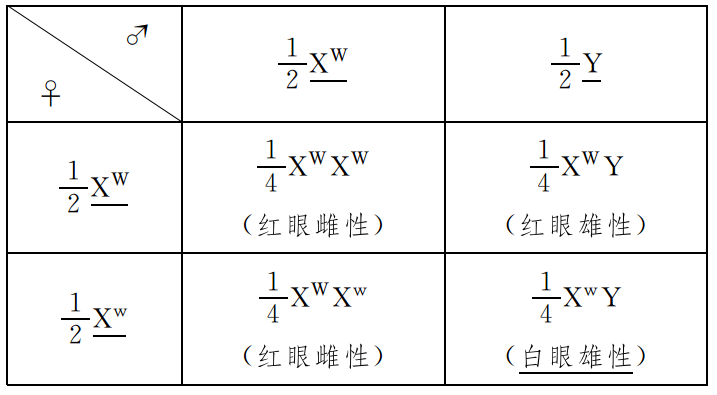 ♂
♀
1/2 X^W
1/2 Y
1/2 X^W
1/4 X^W X^W
(红眼雌性)
1/4 X^W Y
(红眼雄性)
1/2 X^w
1/4 X^W X^w
(红眼雌性)
1/4 X^w Y
(白眼雄性)